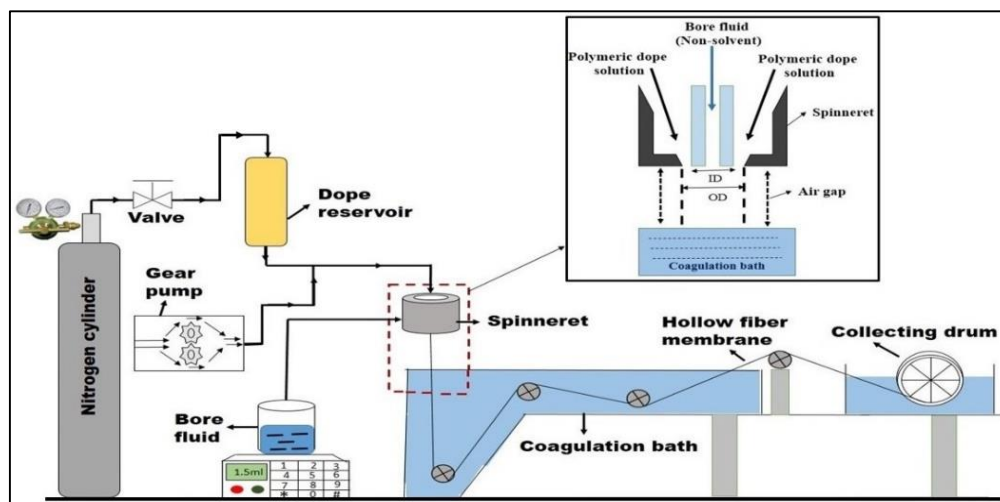 Bore fluid
(Non-solvent)
Polymeric dope
solution
Polymeric dope
solution
Spinneret
ID
OD
Air gap
Coagulation bath
Valve
Dope
reservoir
Gear
pump
Nitrogen cylinder
Spinneret
Hollow fiber
membrane
Collecting drum
Bore
fluid
Coagulation bath
1.5ml
1 2 3
4 5 6
7 8 9
* 0 #